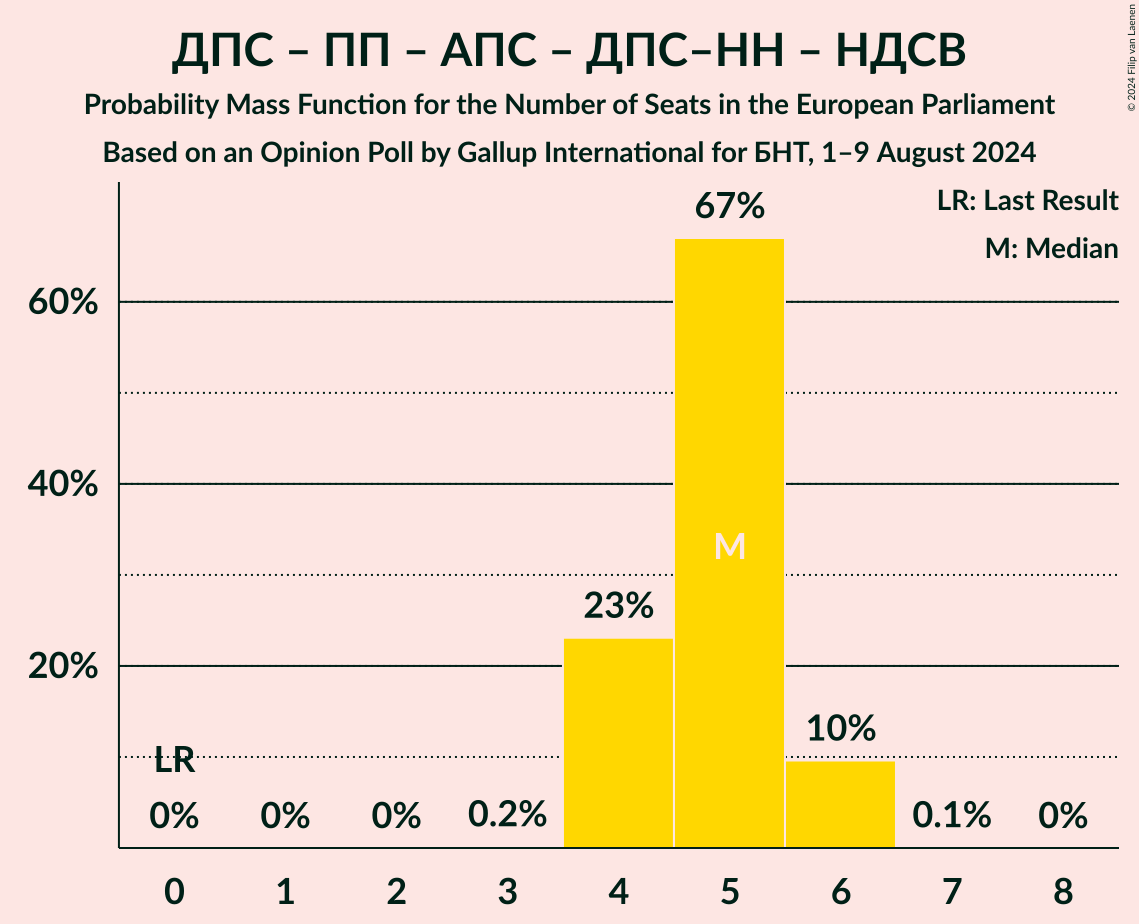 ДПС – ПП – АПС – ДПС–НН – НДСВ
Probability Mass Function for the Number of Seats in the European Parliament
Based on an Opinion Poll by Gallup International for БНТ, 1–9 August 2024
© 2024 Filip van Laenen
LR: Last Result
M: Median
67%
60%
40%
M
23%
20%
10%
LR
0%
0%
0%
0.2%
0.1%
0%
0
1
2
3
4
5
6
7
8